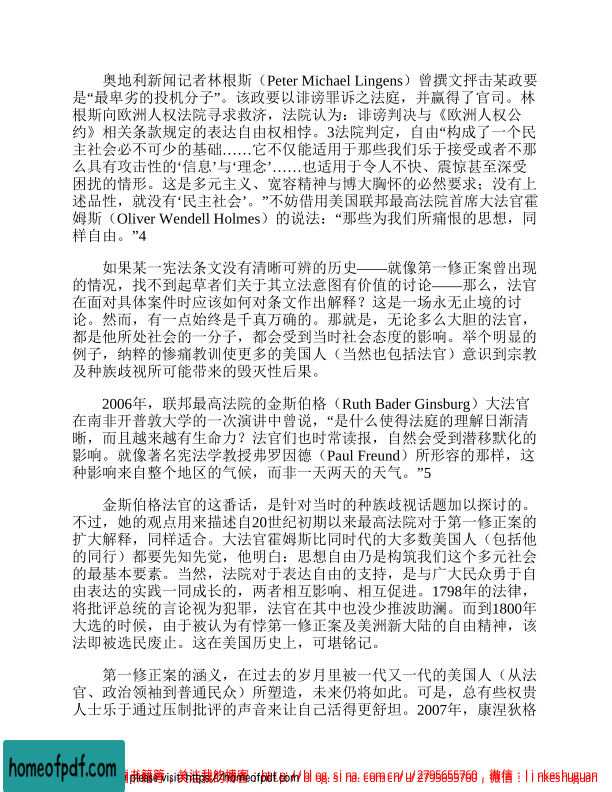 奥地利新闻记者林根斯（Peter Michael Lingens）曾撰文抨击某政要
是“最卑劣的投机分子”。该政要以诽谤罪诉之法庭，并赢得了官司。林
根斯向欧洲人权法院寻求救济，法院认为：诽谤判决与《欧洲人权公
约》相关条款规定的表达自由权相悖。3法院判定，自由“构成了一个民
主社会必不可少的基础……它不仅能适用于那些我们乐于接受或者不那
么具有攻击性的‘信息’与‘理念’……也适用于令人不快、震惊甚至深受
困扰的情形。这是多元主义、宽容精神与博大胸怀的必然要求；没有上
述品性，就没有‘民主社会’。”不妨借用美国联邦最高法院首席大法官霍
姆斯（Oliver Wendell Holmes）的说法：“那些为我们所痛恨的思想，同
样自由。”4
如果某一宪法条文没有清晰可辨的历史——就像第一修正案曾出现
的情况，找不到起草者们关于其立法意图有价值的讨论——那么，法官
在面对具体案件时应该如何对条文作出解释？这是一场永无止境的讨
论。然而，有一点始终是千真万确的。那就是，无论多么大胆的法官，
都是他所处社会的一分子，都会受到当时社会态度的影响。举个明显的
例子，纳粹的惨痛教训使更多的美国人（当然也包括法官）意识到宗教
及种族歧视所可能带来的毁灭性后果。
2006年，联邦最高法院的金斯伯格（Ruth Bader Ginsburg）大法官
在南非开普敦大学的一次演讲中曾说，“是什么使得法庭的理解日渐清
晰，而且越来越有生命力？法官们也时常读报，自然会受到潜移默化的
影响。就像著名宪法学教授弗罗因德（Paul Freund）所形容的那样，这
种影响来自整个地区的气候，而非一天两天的天气。”5
金斯伯格法官的这番话，是针对当时的种族歧视话题加以探讨的。
不过，她的观点用来描述自20世纪初期以来最高法院对于第一修正案的
扩大解释，同样适合。大法官霍姆斯比同时代的大多数美国人（包括他
的同行）都要先知先觉，他明白：思想自由乃是构筑我们这个多元社会
的最基本要素。当然，法院对于表达自由的支持，是与广大民众勇于自
由表达的实践一同成长的，两者相互影响、相互促进。1798年的法律，
将批评总统的言论视为犯罪，法官在其中也没少推波助澜。而到1800年
大选的时候，由于被认为有悖第一修正案及美洲新大陆的自由精神，该
法即被选民废止。这在美国历史上，可堪铭记。
第一修正案的涵义，在过去的岁月里被一代又一代的美国人（从法
官、政治领袖到普通民众）所塑造，未来仍将如此。可是，总有些权贵
人士乐于通过压制批评的声音来让自己活得更舒坦。2007年，康涅狄格
homeofpdf.com
please visit: https://homeofpdf.com
关注我的博客：http://blog.sina.com.cn/u/2795655760，微信：linkeshuguan